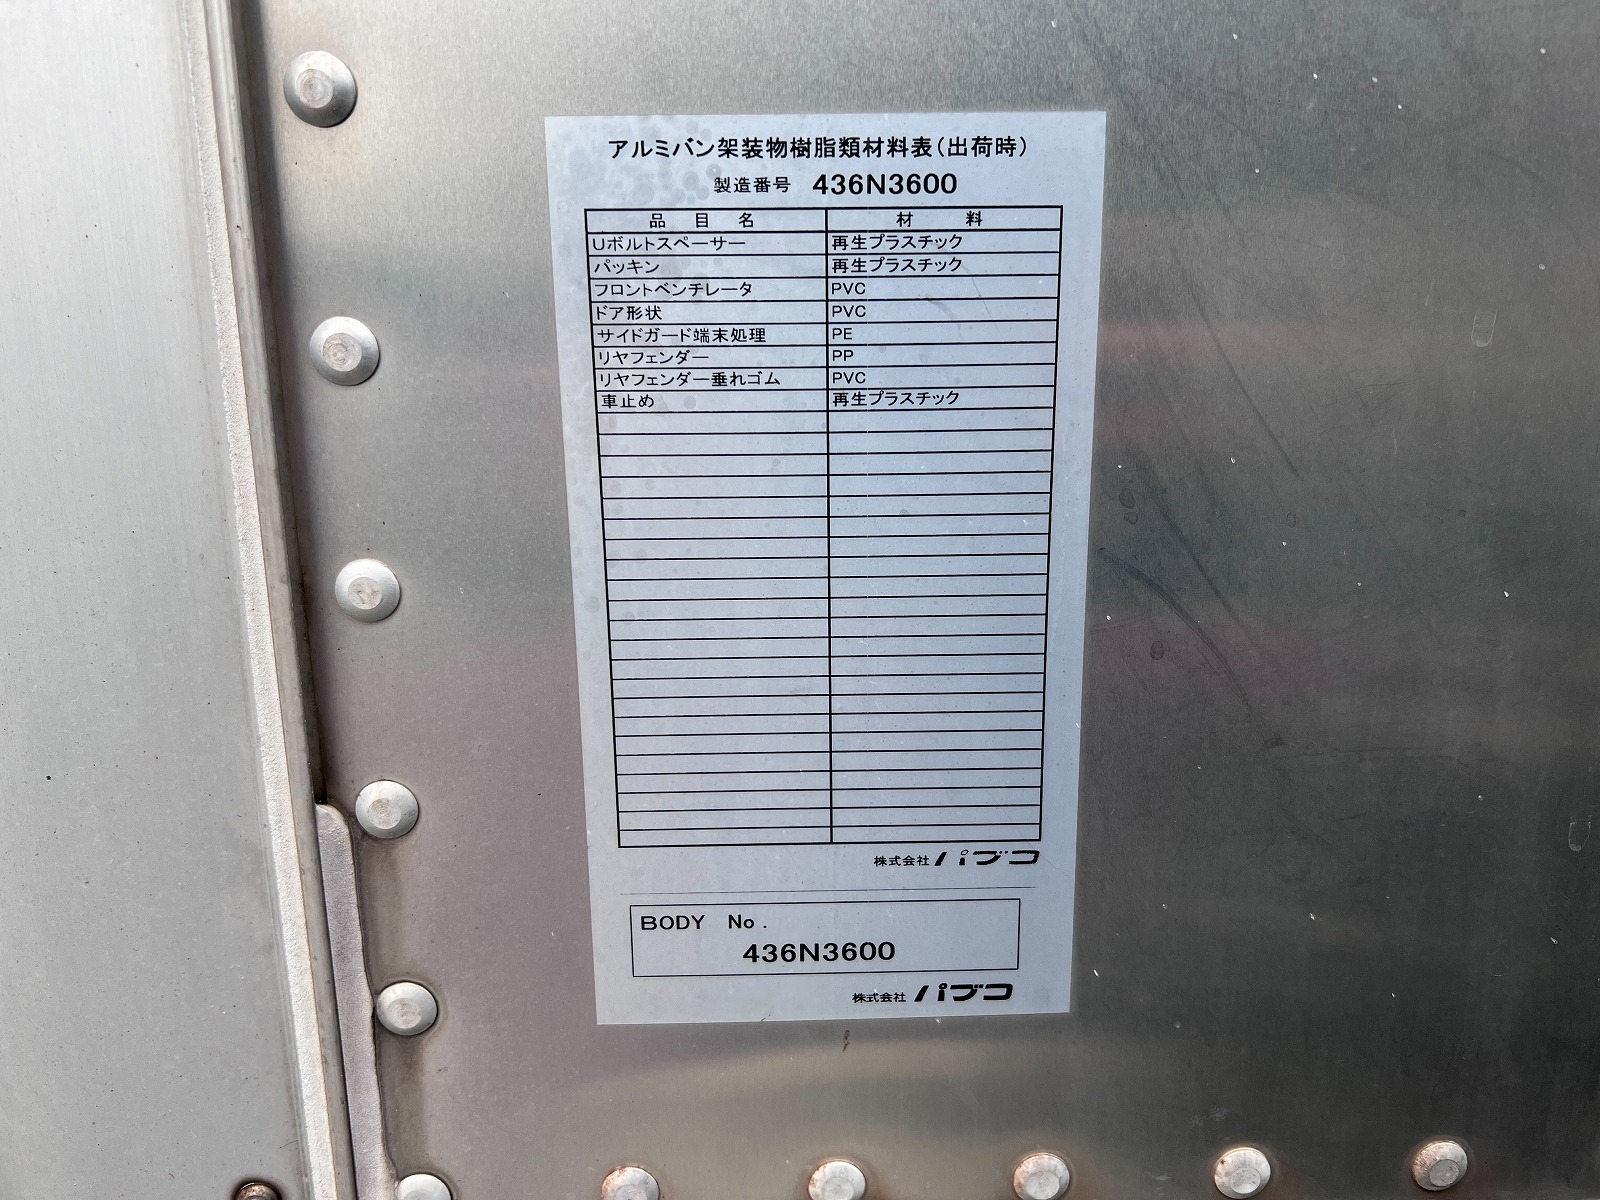 アルミバン架装物樹脂類材料表(出荷時)
製造番号 436N3600
品目名 材料
Uボルトスペーサー 再生プラスチック
パッキン 再生プラスチック
フロントベンチレータ PVC
ドア形状 PVC
サイドガード端末処理 PE
リヤフェンダー PP
リヤフェンダー垂れゴム PVC
車止め 再生プラスチック
株式会社パブコ
BODY No.
436N3600
株式会社パブコ